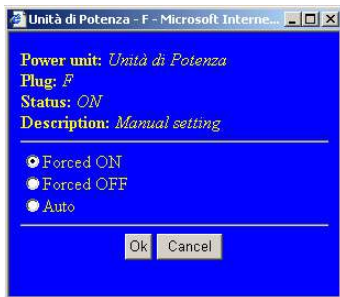 Unità di Potenza - F - Microsoft Interne...
Power unit: Unità di Potenza
Plug: F
Status: ON
Description: Manual setting
Forced ON
Forced OFF
Auto
Ok Cancel